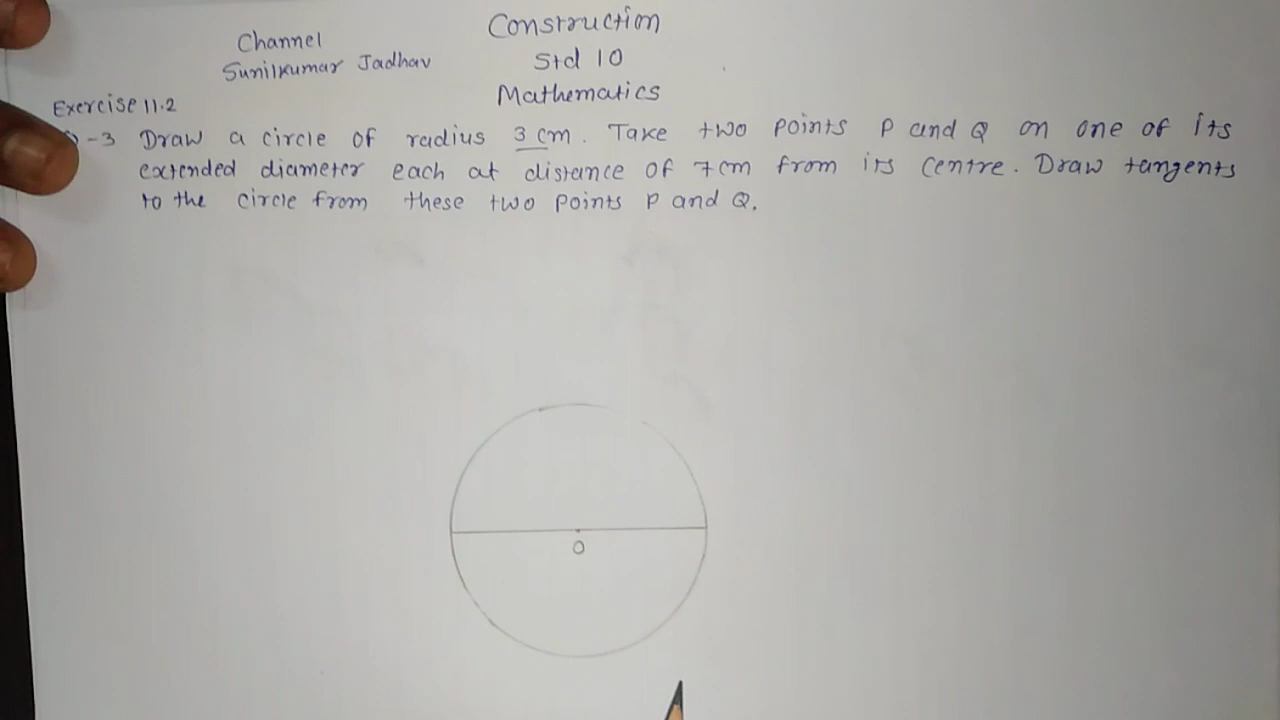 Construction
Channel
Sunilkumar Jadhav
Std 10
Mathematics
Exercise 11.2
-3 Draw a circle of radius 3 cm. Take two points P and Q on one of its
extended diameter each at distance of 7cm from its centre. Draw tangents
to the circle from these two points P and Q.
O